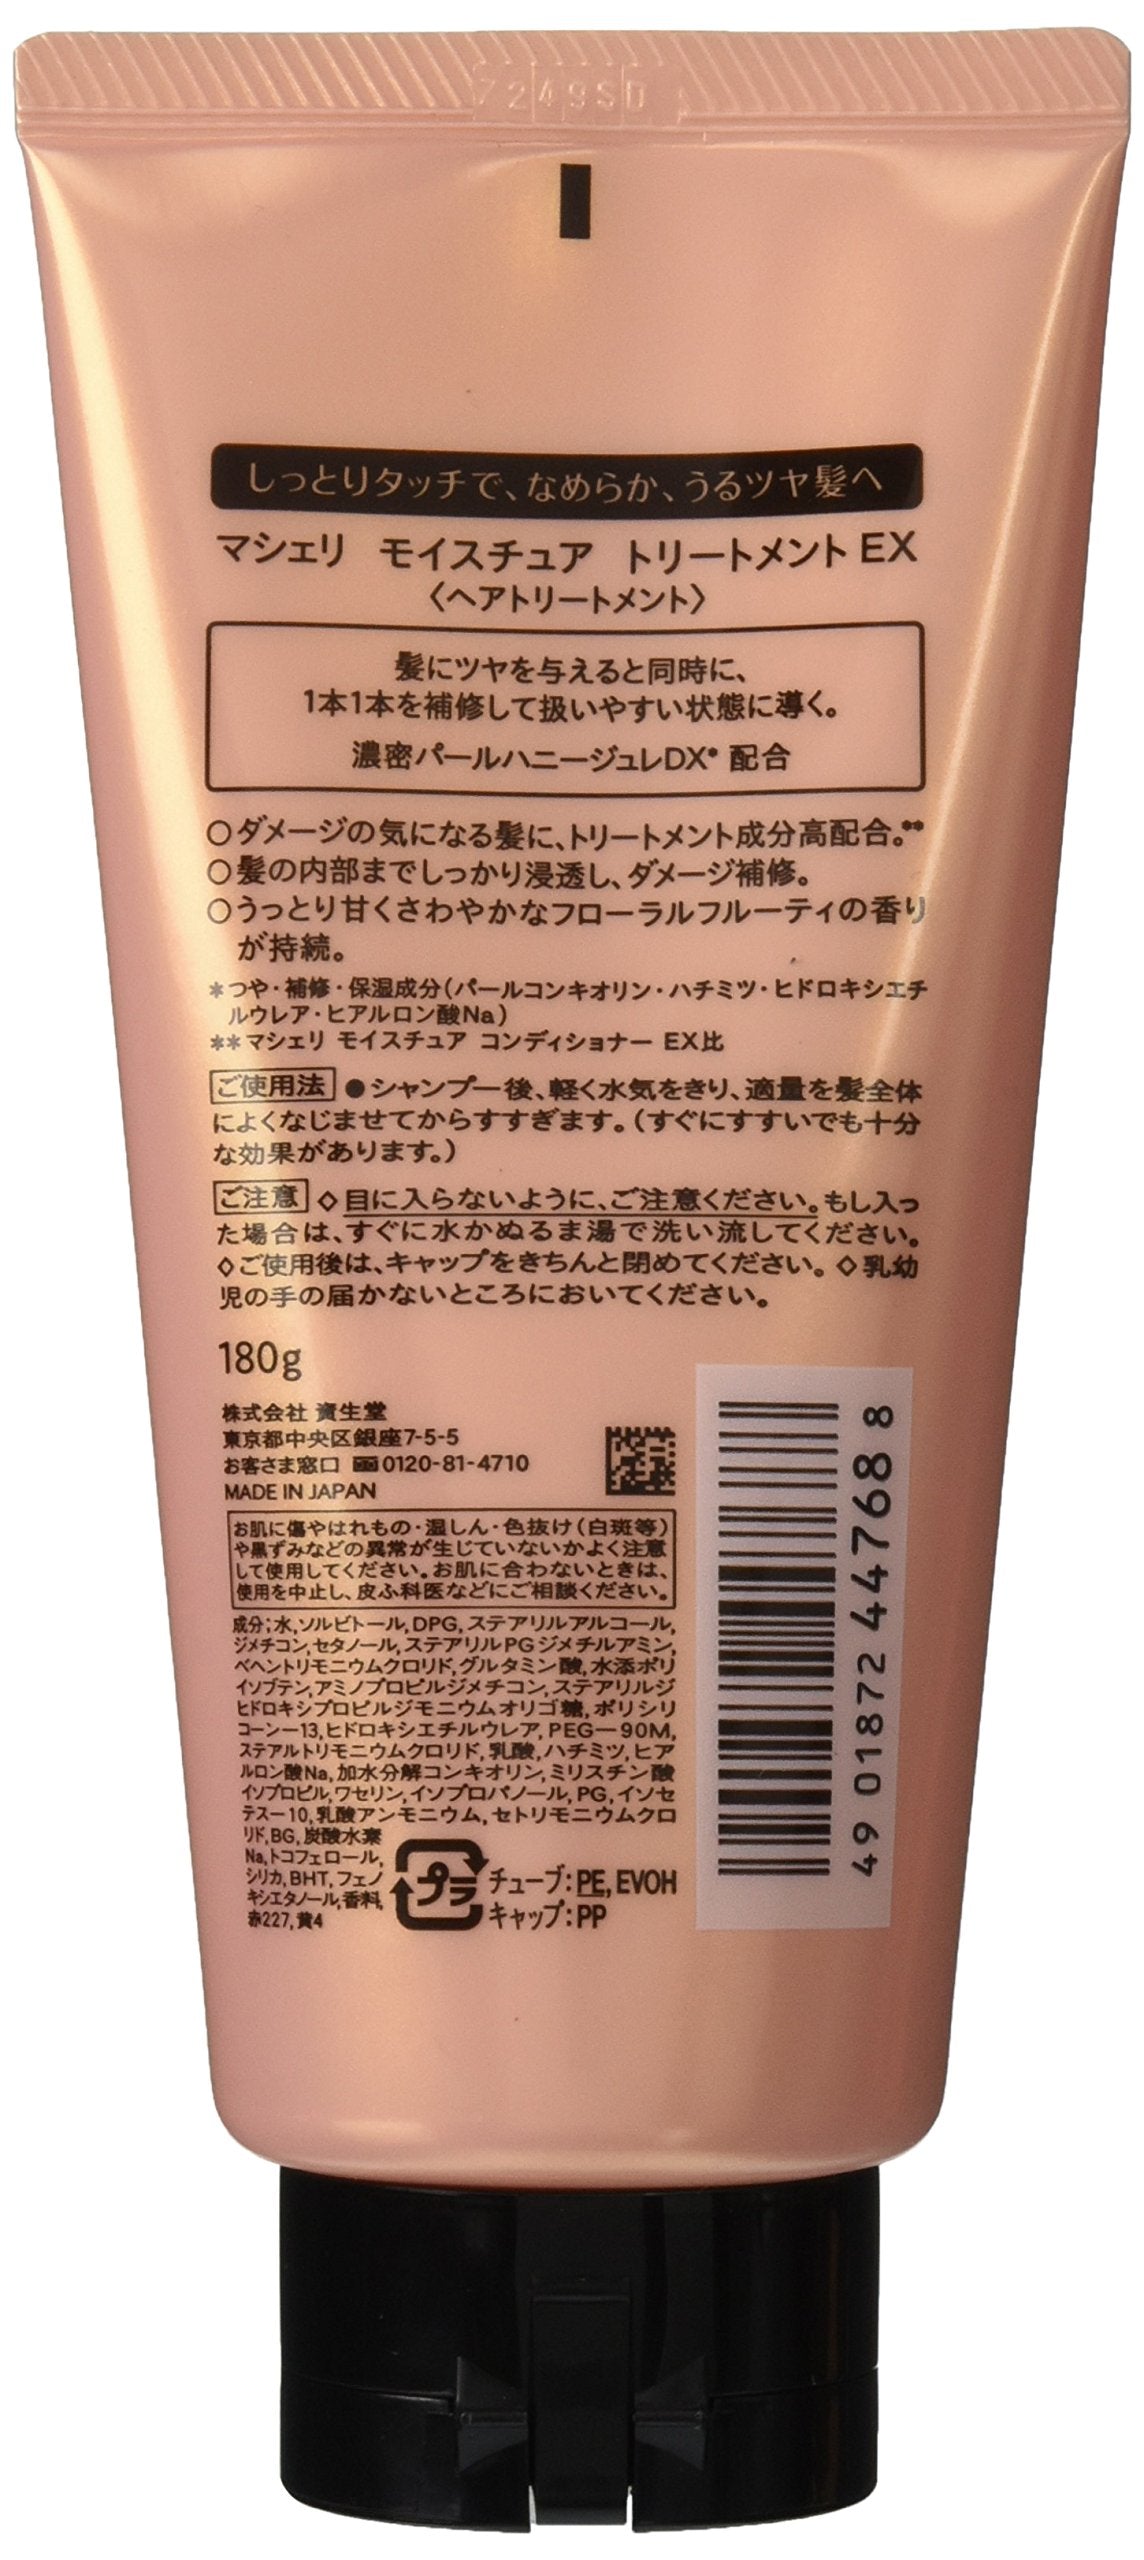 7249SD
しっとりタッチで、なめらか、うるツヤ髪へ
マシェリ モイスチュア トリートメント EX
〈ヘアトリートメント〉
髪にツヤを与えると同時に、
1本1本を補修して扱いやすい状態に導く。
濃密パールハニージュレDX* 配合
○ダメージの気になる髪に、トリートメント成分高配合。**
○髪の内部までしっかり浸透し、ダメージ補修。
○うっとり甘くさわやかなフローラルフルーティの香り
が持続。
*つや・補修・保湿成分(パールコンキオリン・ハチミツ・ヒドロキシエチ
ルウレア・ヒアルロン酸Na)
**マシェリ モイスチュア コンディショナー EX比
ご使用法 ●シャンプー後、軽く水気をきり、適量を髪全体
によくなじませてからすすぎます。(すぐにすすいでも十分
な効果があります。)
ご注意 ◇目に入らないように、ご注意ください。もし入っ
た場合は、すぐに水かぬるま湯で洗い流してください。
◇ご使用後は、キャップをきちんと閉めてください。◇乳幼
児の手の届かないところにおいてください。
180g
株式会社 資生堂
東京都中央区銀座7-5-5
お客さま窓口 0120-81-4710
MADE IN JAPAN
お肌に傷やはれもの・湿しん・色抜け(白斑等)
や黒ずみなどの異常が生じていないかよく注意
して使用してください。お肌に合わないときは、
使用を中止し、皮ふ科医などにご相談ください。
成分;水,ソルビトール,DPG,ステアリルアルコール,
ジメチコン,セタノール,ステアリルPGジメチルアミン,
ベヘントリモニウムクロリド,グルタミン酸,水添ポリ
イソブテン,アミノプロピルジメチコン,ステアリルジ
ヒドロキシプロピルジモニウムオリゴ糖,ポリシリ
コーン-13,ヒドロキシエチルウレア,PEG-90M,
ステアルトリモニウムクロリド,乳酸,ハチミツ,ヒア
ルロン酸Na,加水分解コンキオリン,ミリスチン酸
イソプロピル,ワセリン,イソプロパノール,PG,イソセ
テス-10,乳酸アンモニウム,セトリモニウムクロ
リド,BG,炭酸水素
Na,トコフェロール,
シリカ,BHT,フェノ
キシエタノール,香料,
赤227,黄4
プラ
チューブ:PE,EVOH
キャップ:PP
49 01872 44768 8